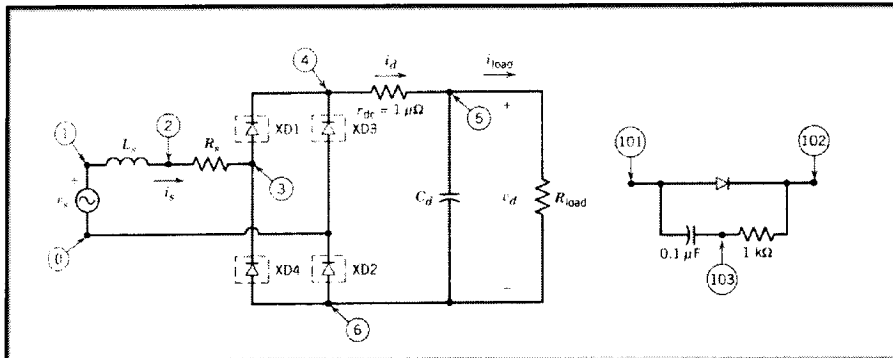 4
i_d
i_load
r_dc = 1 μΩ
5
XD1
XD3
1
2
L_s
R_s
3
+
v_s
i_s
0
C_d
+
v_d
−
R_load
XD4
XD2
6
101
102
0.1 μF
1 kΩ
103